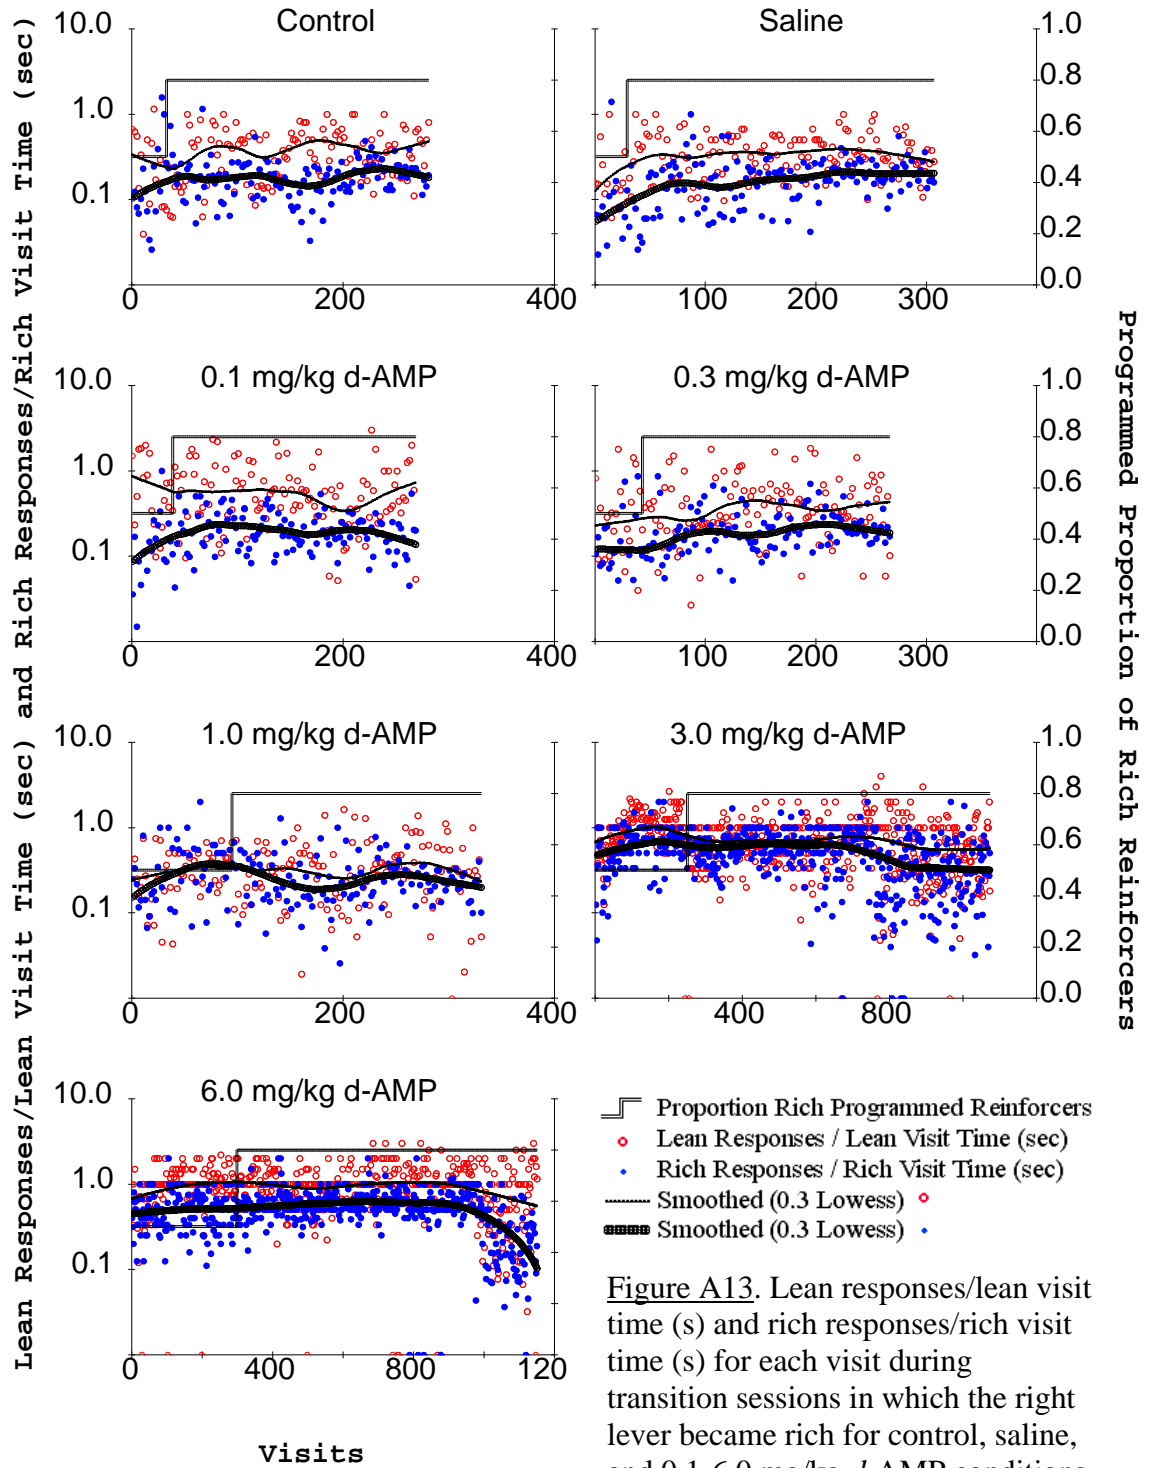 Lean Responses/Lean Visit Time (sec) and Rich Responses/Rich Visit Time (sec)
Control
10.0
1.0
0.1
0
200
400
Saline
1.0
0.8
0.6
0.4
0.2
0.0
100
200
300
0.1 mg/kg d-AMP
10.0
1.0
0.1
0
200
400
0.3 mg/kg d-AMP
1.0
0.8
0.6
0.4
0.2
0.0
100
200
300
1.0 mg/kg d-AMP
10.0
1.0
0.1
0
200
400
3.0 mg/kg d-AMP
1.0
0.8
0.6
0.4
0.2
0.0
400
800
Programmed Proportion of Rich Reinforcers
6.0 mg/kg d-AMP
10.0
1.0
0.1
0
400
120
Visits
Proportion Rich Programmed Reinforcers
Lean Responses / Lean Visit Time (sec)
Rich Responses / Rich Visit Time (sec)
Smoothed (0.3 Lowess)
Smoothed (0.3 Lowess)
Figure A13. Lean responses/lean visit
time (s) and rich responses/rich visit
time (s) for each visit during
transition sessions in which the right
lever became rich for control, saline,
and 0.1-6.0 mg/kg d-AMP conditions